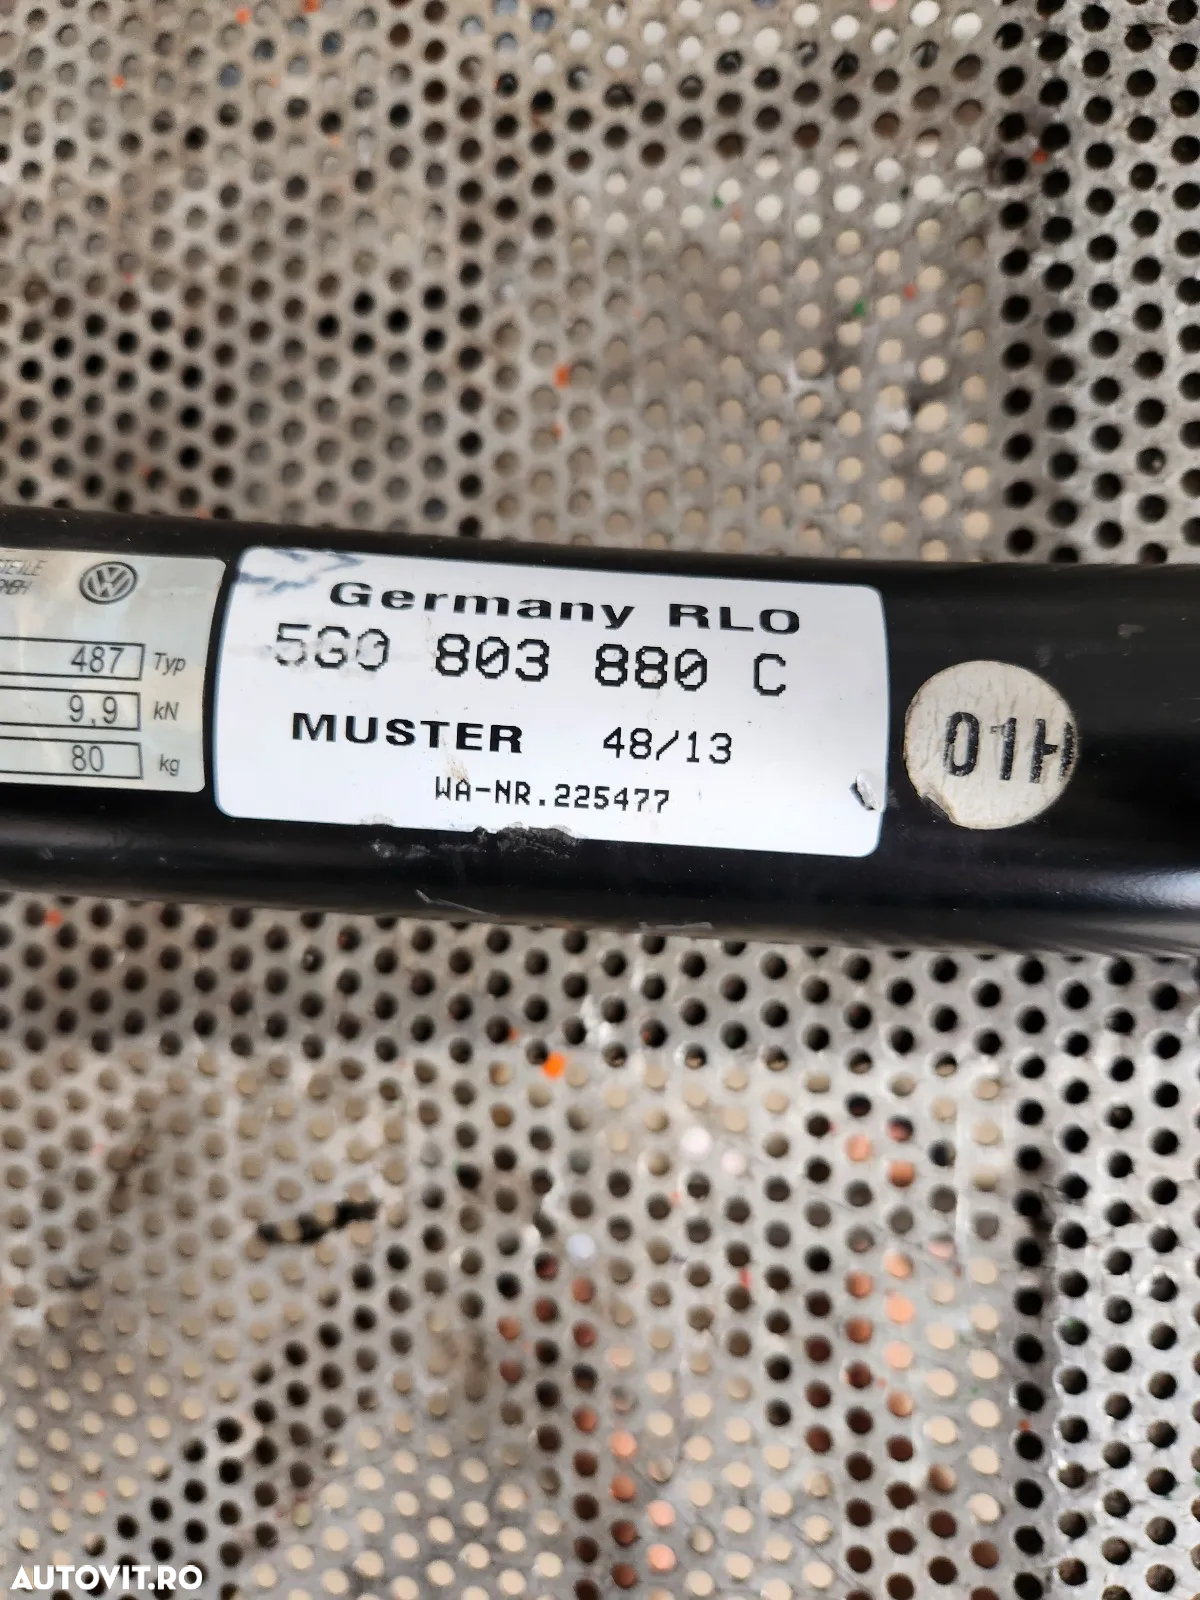 487 Typ
9,9 kN
80 kg
Germany RLO
5G0 803 880 C
MUSTER 48/13
WA-NR.225477
01H
AUTOVIT.RO